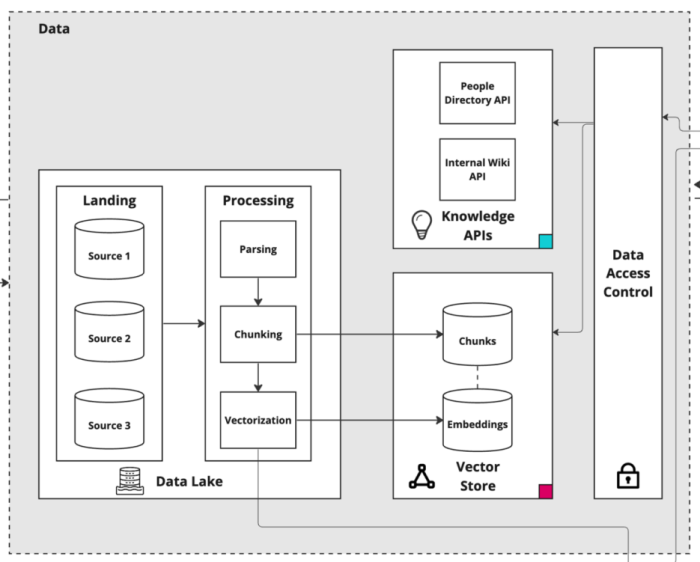 Data
Landing
Source 1
Source 2
Source 3
Processing
Parsing
Chunking
Vectorization
Data Lake
People
Directory API
Internal Wiki
API
Knowledge
APIs
Chunks
Embeddings
Vector
Store
Data
Access
Control